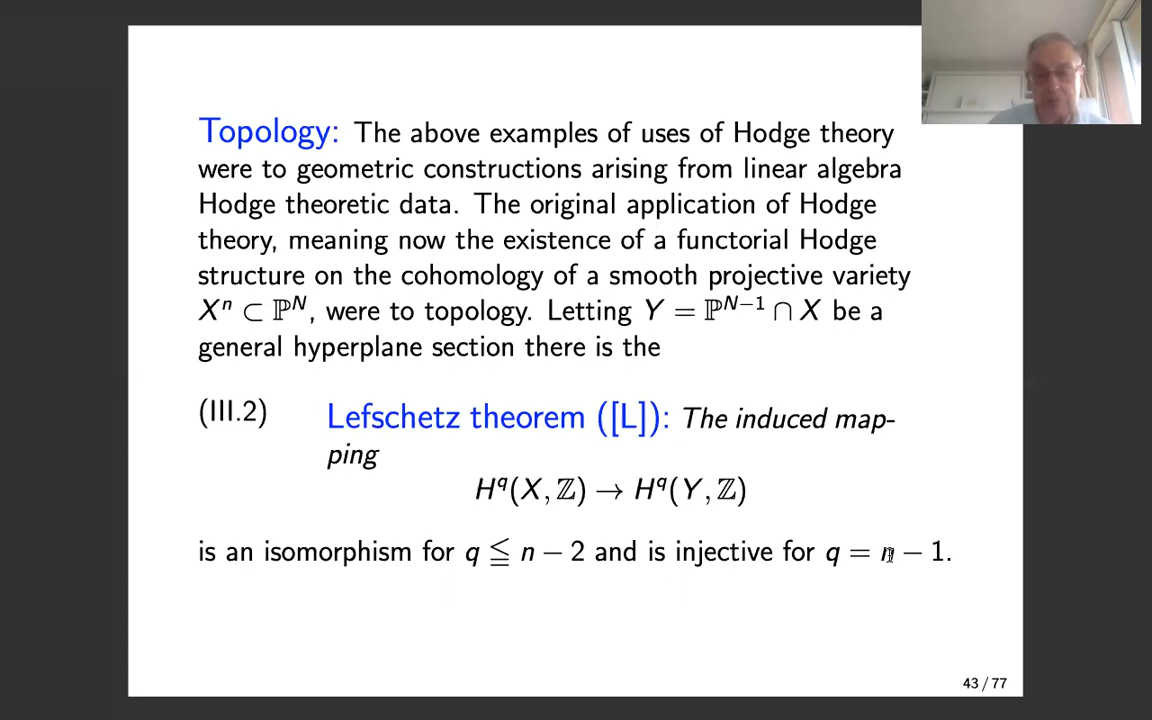 Topology: The above examples of uses of Hodge theory
were to geometric constructions arising from linear algebra
Hodge theoretic data. The original application of Hodge
theory, meaning now the existence of a functorial Hodge
structure on the cohomology of a smooth projective variety
Xⁿ ⊂ ℙᴺ, were to topology. Letting Y = ℙᴺ⁻¹ ∩ X be a
general hyperplane section there is the
(III.2) Lefschetz theorem ([L]): The induced map-
ping
H^q(X, ℤ) → H^q(Y, ℤ)
is an isomorphism for q ≦ n − 2 and is injective for q = n − 1.
43 / 77